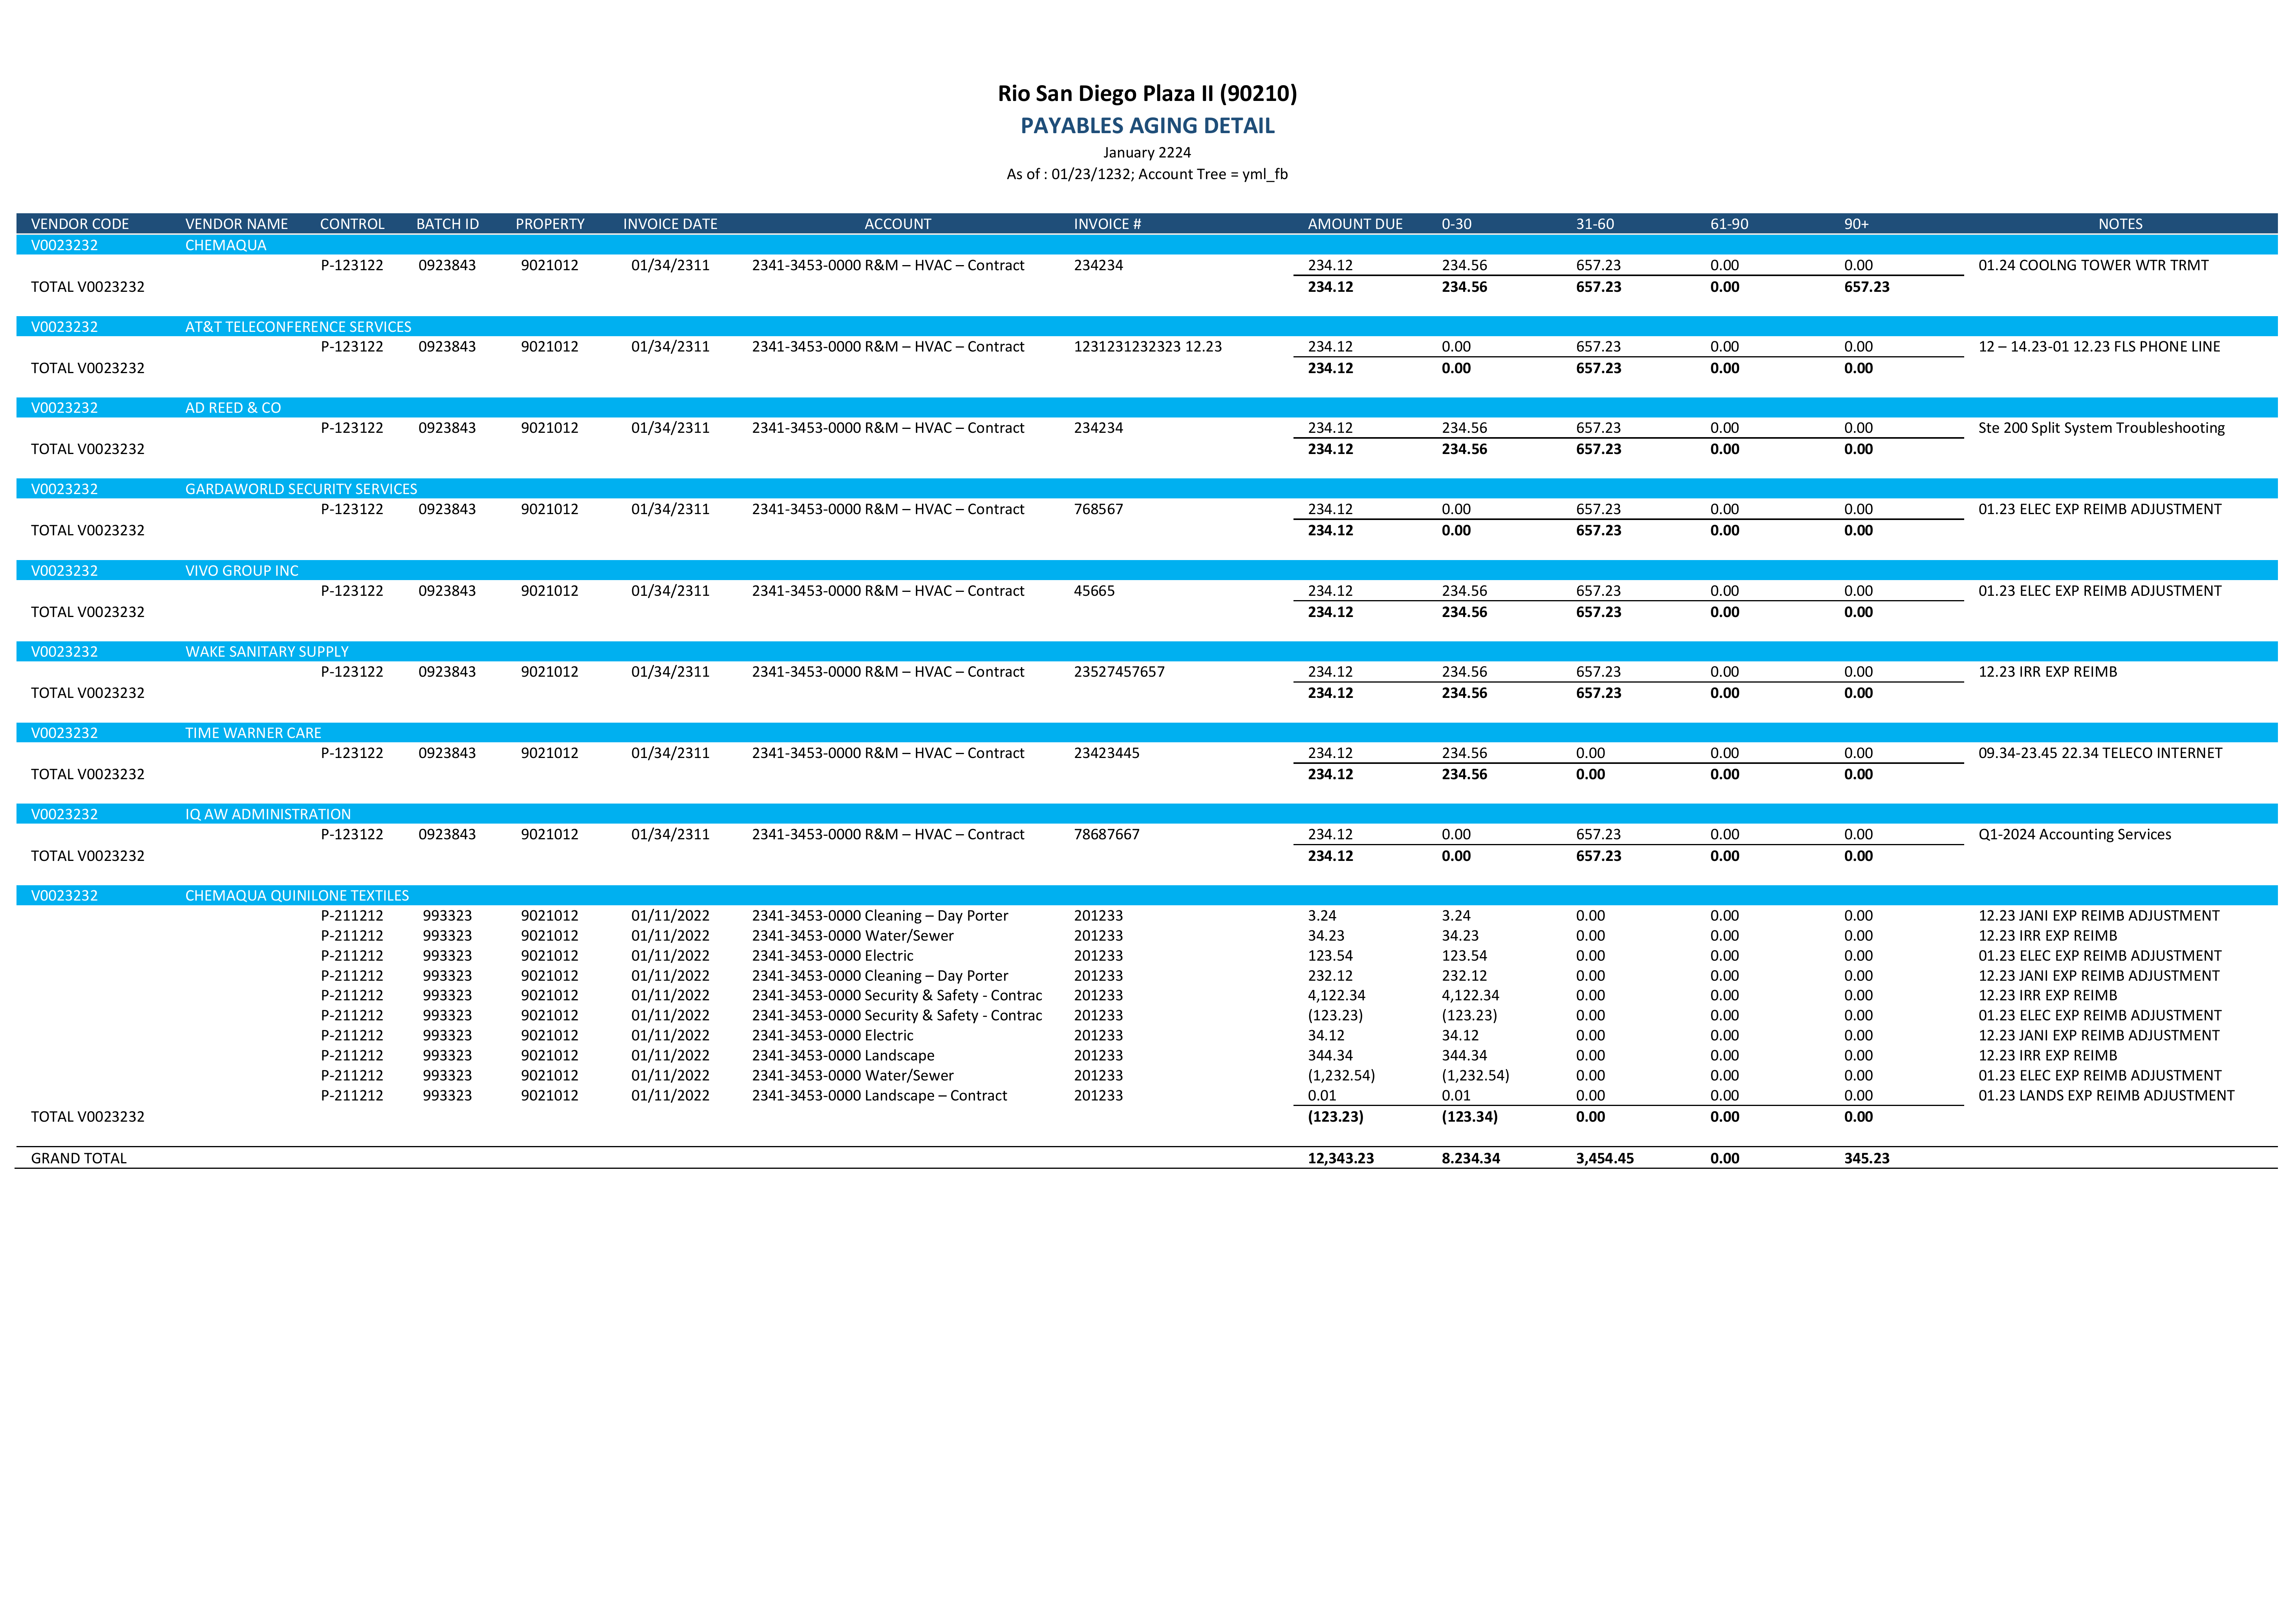 Rio San Diego Plaza II (90210)
PAYABLES AGING DETAIL
January 2224
As of : 01/23/1232; Account Tree = yml_fb
VENDOR CODE VENDOR NAME CONTROL BATCH ID PROPERTY INVOICE DATE ACCOUNT INVOICE # AMOUNT DUE 0-30 31-60 61-90 90+ NOTES
V0023232 CHEMAQUA
P-123122 0923843 9021012 01/34/2311 2341-3453-0000 R&M – HVAC – Contract 234234 234.12 234.56 657.23 0.00 0.00 01.24 COOLNG TOWER WTR TRMT
TOTAL V0023232 234.12 234.56 657.23 0.00 657.23
V0023232 AT&T TELECONFERENCE SERVICES
P-123122 0923843 9021012 01/34/2311 2341-3453-0000 R&M – HVAC – Contract 1231231232323 12.23 234.12 0.00 657.23 0.00 0.00 12 – 14.23-01 12.23 FLS PHONE LINE
TOTAL V0023232 234.12 0.00 657.23 0.00 0.00
V0023232 AD REED & CO
P-123122 0923843 9021012 01/34/2311 2341-3453-0000 R&M – HVAC – Contract 234234 234.12 234.56 657.23 0.00 0.00 Ste 200 Split System Troubleshooting
TOTAL V0023232 234.12 234.56 657.23 0.00 0.00
V0023232 GARDAWORLD SECURITY SERVICES
P-123122 0923843 9021012 01/34/2311 2341-3453-0000 R&M – HVAC – Contract 768567 234.12 0.00 657.23 0.00 0.00 01.23 ELEC EXP REIMB ADJUSTMENT
TOTAL V0023232 234.12 0.00 657.23 0.00 0.00
V0023232 VIVO GROUP INC
P-123122 0923843 9021012 01/34/2311 2341-3453-0000 R&M – HVAC – Contract 45665 234.12 234.56 657.23 0.00 0.00 01.23 ELEC EXP REIMB ADJUSTMENT
TOTAL V0023232 234.12 234.56 657.23 0.00 0.00
V0023232 WAKE SANITARY SUPPLY
P-123122 0923843 9021012 01/34/2311 2341-3453-0000 R&M – HVAC – Contract 23527457657 234.12 234.56 657.23 0.00 0.00 12.23 IRR EXP REIMB
TOTAL V0023232 234.12 234.56 657.23 0.00 0.00
V0023232 TIME WARNER CARE
P-123122 0923843 9021012 01/34/2311 2341-3453-0000 R&M – HVAC – Contract 23423445 234.12 234.56 0.00 0.00 0.00 09.34-23.45 22.34 TELECO INTERNET
TOTAL V0023232 234.12 234.56 0.00 0.00 0.00
V0023232 IQ AW ADMINISTRATION
P-123122 0923843 9021012 01/34/2311 2341-3453-0000 R&M – HVAC – Contract 78687667 234.12 0.00 657.23 0.00 0.00 Q1-2024 Accounting Services
TOTAL V0023232 234.12 0.00 657.23 0.00 0.00
V0023232 CHEMAQUA QUINILONE TEXTILES
P-211212 993323 9021012 01/11/2022 2341-3453-0000 Cleaning – Day Porter 201233 3.24 3.24 0.00 0.00 0.00 12.23 JANI EXP REIMB ADJUSTMENT
P-211212 993323 9021012 01/11/2022 2341-3453-0000 Water/Sewer 201233 34.23 34.23 0.00 0.00 0.00 12.23 IRR EXP REIMB
P-211212 993323 9021012 01/11/2022 2341-3453-0000 Electric 201233 123.54 123.54 0.00 0.00 0.00 01.23 ELEC EXP REIMB ADJUSTMENT
P-211212 993323 9021012 01/11/2022 2341-3453-0000 Cleaning – Day Porter 201233 232.12 232.12 0.00 0.00 0.00 12.23 JANI EXP REIMB ADJUSTMENT
P-211212 993323 9021012 01/11/2022 2341-3453-0000 Security & Safety - Contrac 201233 4,122.34 4,122.34 0.00 0.00 0.00 12.23 IRR EXP REIMB
P-211212 993323 9021012 01/11/2022 2341-3453-0000 Security & Safety - Contrac 201233 (123.23) (123.23) 0.00 0.00 0.00 01.23 ELEC EXP REIMB ADJUSTMENT
P-211212 993323 9021012 01/11/2022 2341-3453-0000 Electric 201233 34.12 34.12 0.00 0.00 0.00 12.23 JANI EXP REIMB ADJUSTMENT
P-211212 993323 9021012 01/11/2022 2341-3453-0000 Landscape 201233 344.34 344.34 0.00 0.00 0.00 12.23 IRR EXP REIMB
P-211212 993323 9021012 01/11/2022 2341-3453-0000 Water/Sewer 201233 (1,232.54) (1,232.54) 0.00 0.00 0.00 01.23 ELEC EXP REIMB ADJUSTMENT
P-211212 993323 9021012 01/11/2022 2341-3453-0000 Landscape – Contract 201233 0.01 0.01 0.00 0.00 0.00 01.23 LANDS EXP REIMB ADJUSTMENT
TOTAL V0023232 (123.23) (123.34) 0.00 0.00 0.00
GRAND TOTAL 12,343.23 8.234.34 3,454.45 0.00 345.23